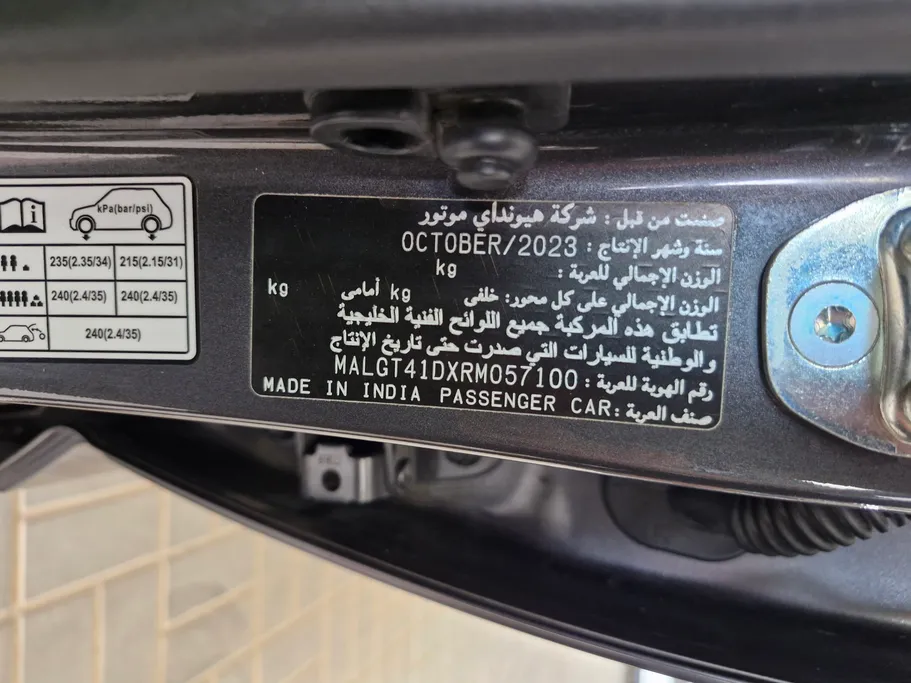 kPa(bar/psi)
235(2.35/34) 215(2.15/31)
240(2.4/35) 240(2.4/35)
240(2.4/35)
صنعت من قبل : شركة هيونداي موتور
سنة وشهر الإنتاج : OCTOBER/2023
الوزن الإجمالي للعربة : kg
الوزن الإجمالي على كل محور: خلفى kg أمامى kg
تطابق هذه المركبة جميع اللوائح الفنية الخليجية
والوطنية للسيارات التي صدرت حتى تاريخ الإنتاج
رقم الهوية للعربة : MALGT41DXRM057100
صنف العربة : PASSENGER CAR MADE IN INDIA